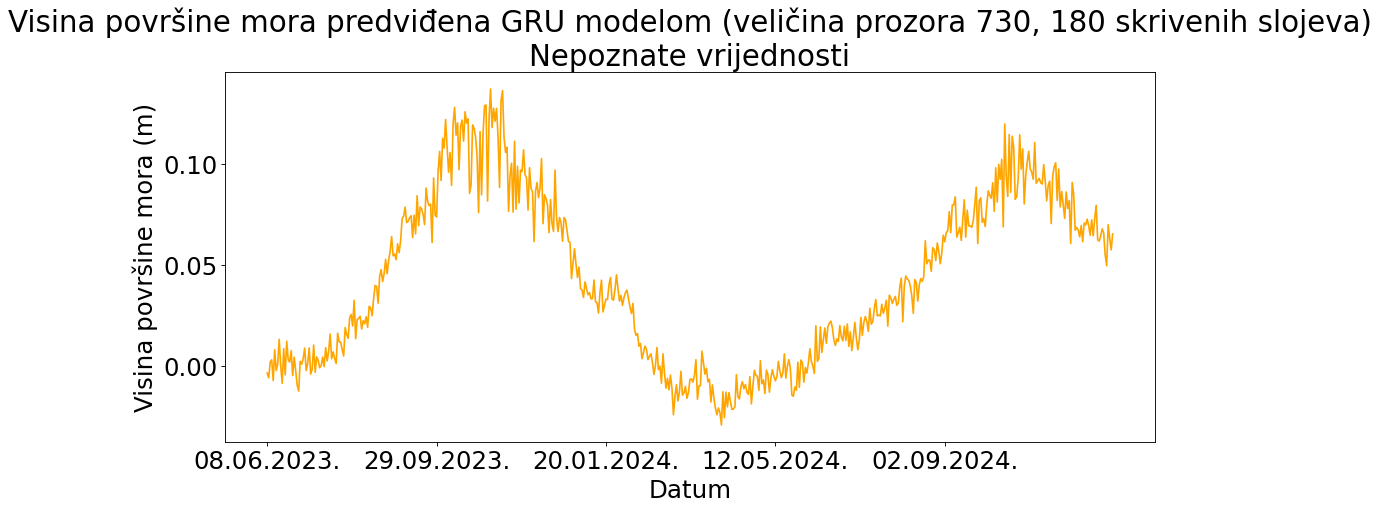 Visina površine mora predviđena GRU modelom (veličina prozora 730, 180 skrivenih slojeva)
Nepoznate vrijednosti
Visina površine mora (m)
0.10
0.05
0.00
08.06.2023. 29.09.2023. 20.01.2024. 12.05.2024. 02.09.2024.
Datum